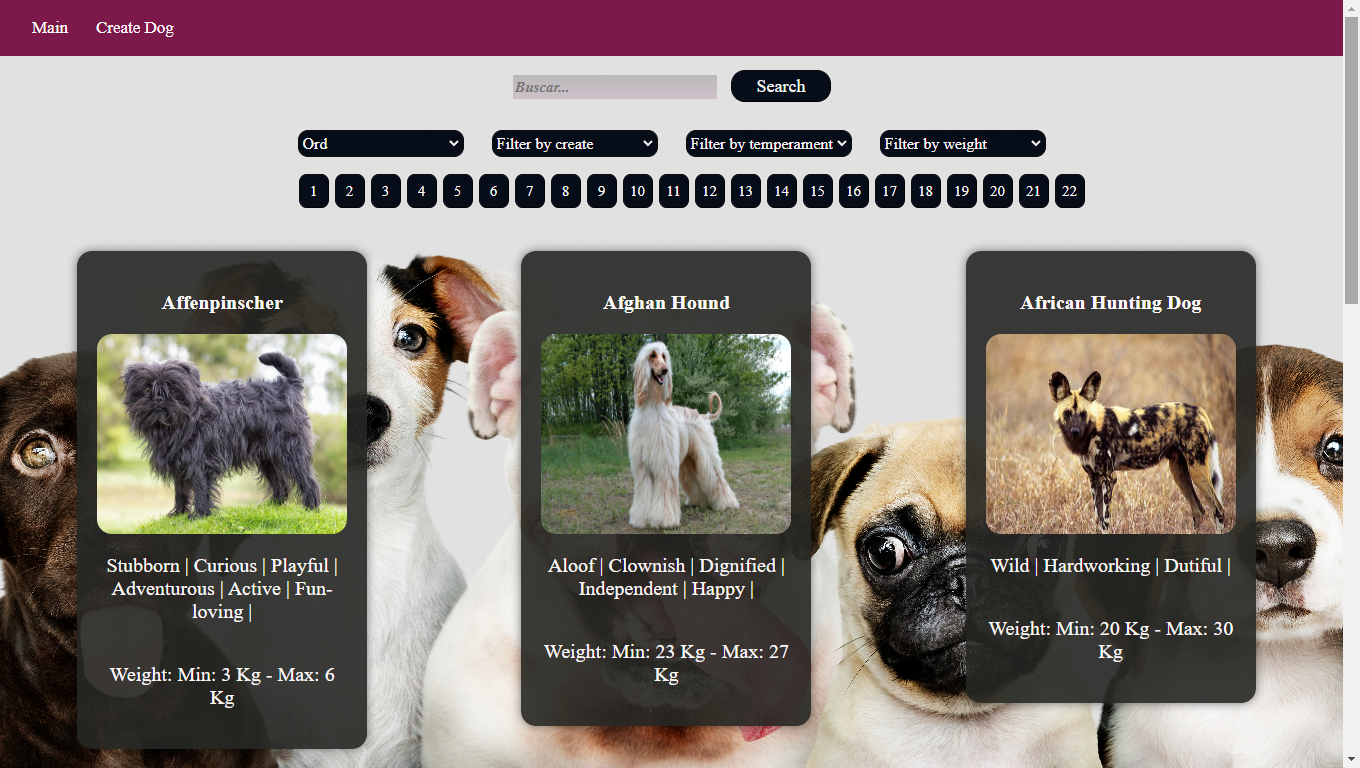 Main Create Dog
Buscar... Search
Ord Filter by create Filter by temperament Filter by weight
1 2 3 4 5 6 7 8 9 10 11 12 13 14 15 16 17 18 19 20 21 22
Affenpinscher
Stubborn | Curious | Playful |
Adventurous | Active | Fun-
loving |
Weight: Min: 3 Kg - Max: 6
Kg
Afghan Hound
Aloof | Clownish | Dignified |
Independent | Happy |
Weight: Min: 23 Kg - Max: 27
Kg
African Hunting Dog
Wild | Hardworking | Dutiful |
Weight: Min: 20 Kg - Max: 30
Kg